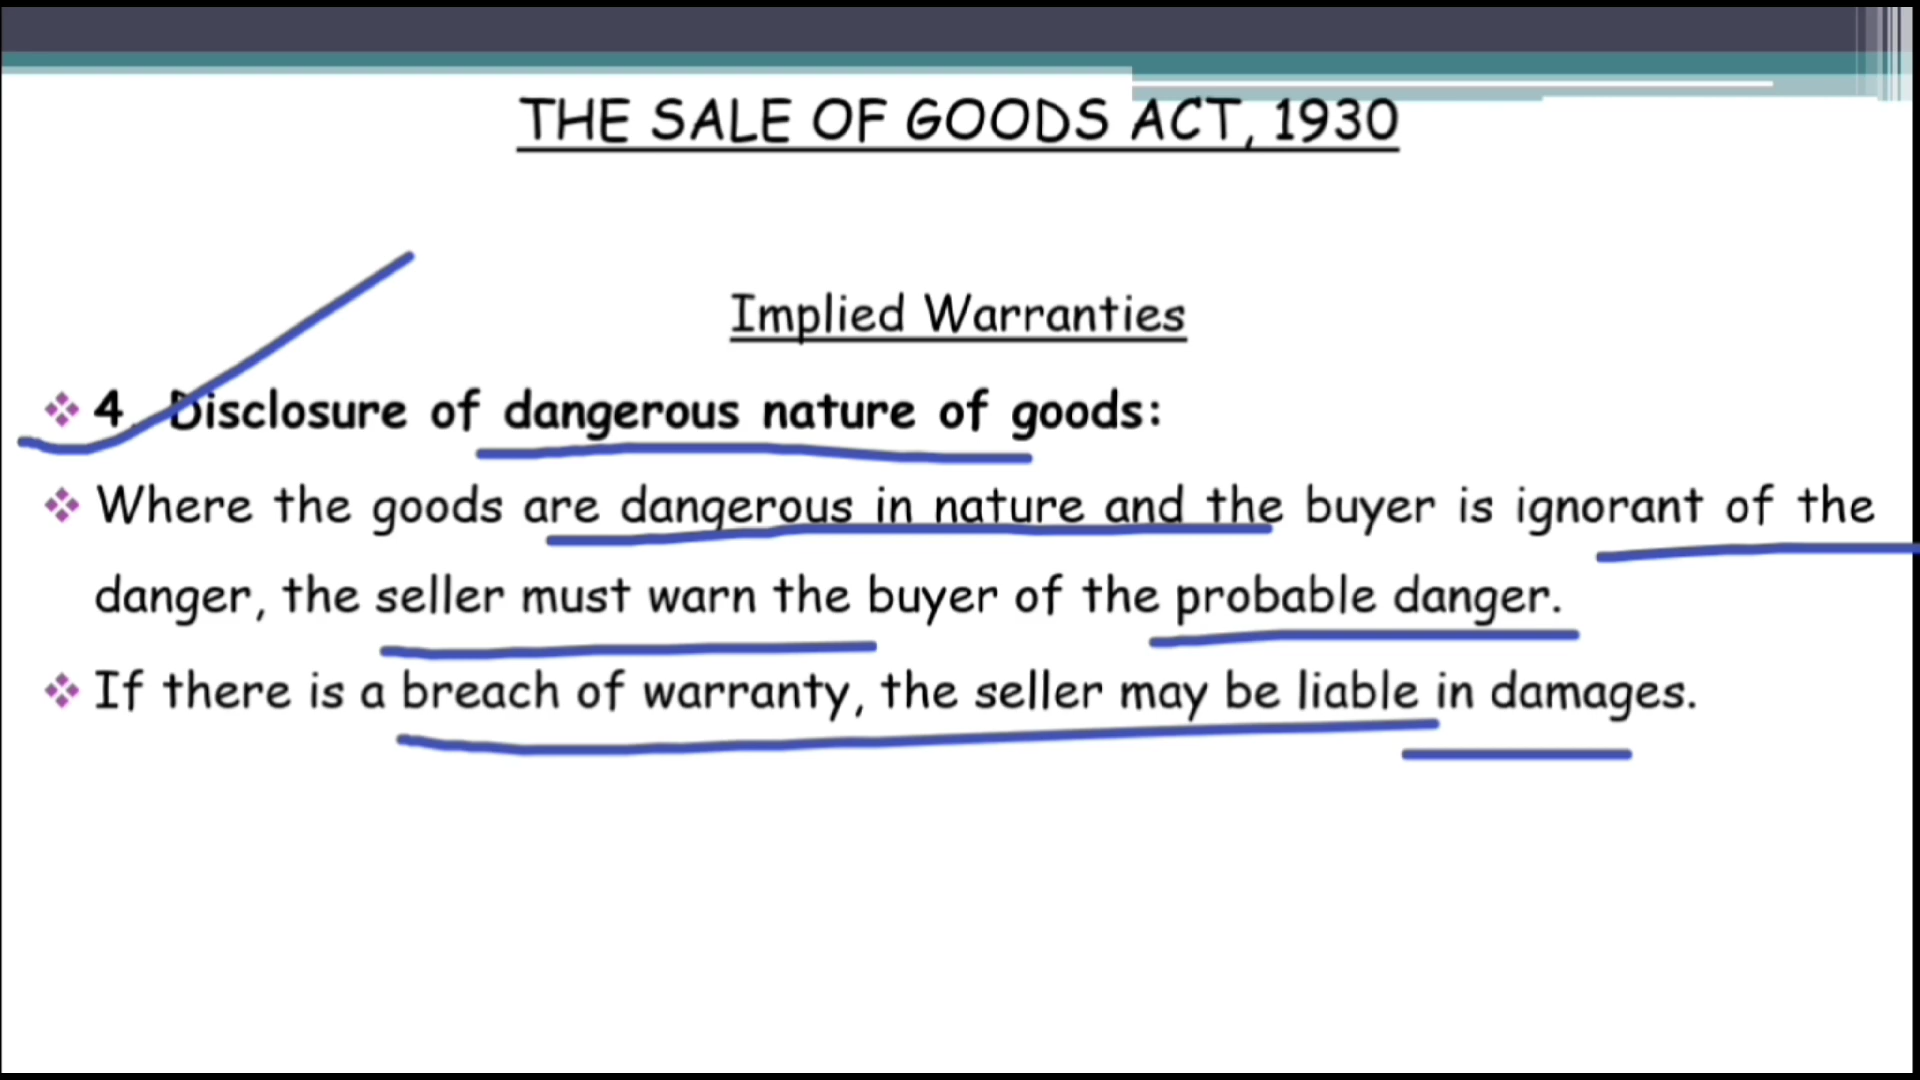 THE SALE OF GOODS ACT, 1930
Implied Warranties
4. Disclosure of dangerous nature of goods:
Where the goods are dangerous in nature and the buyer is ignorant of the
danger, the seller must warn the buyer of the probable danger.
If there is a breach of warranty, the seller may be liable in damages.